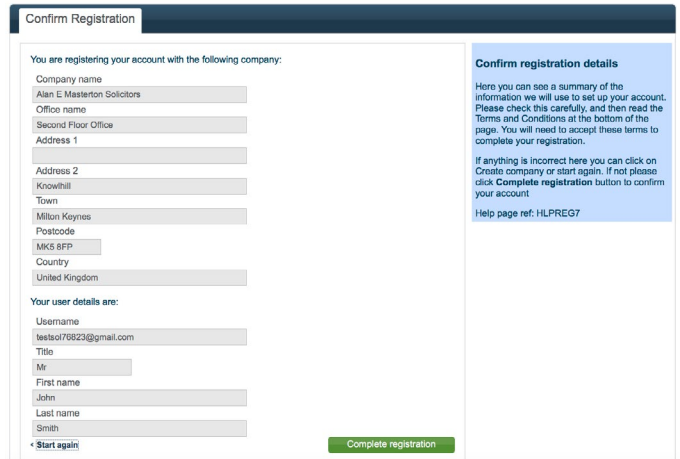 Confirm Registration
You are registering your account with the following company:
Company name
Alan E Masterton Solicitors
Office name
Second Floor Office
Address 1
Address 2
Knowlhill
Town
Milton Keynes
Postcode
MK5 8FP
Country
United Kingdom
Your user details are:
Username
testsol76823@gmail.com
Title
Mr
First name
John
Last name
Smith
< Start again
Complete registration
Confirm registration details
Here you can see a summary of the
information we will use to set up your account.
Please check this carefully, and then read the
Terms and Conditions at the bottom of the
page. You will need to accept these terms to
complete your registration.
If anything is incorrect here you can click on
Create company or start again. If not please
click Complete registration button to confirm
your account
Help page ref: HLPREG7